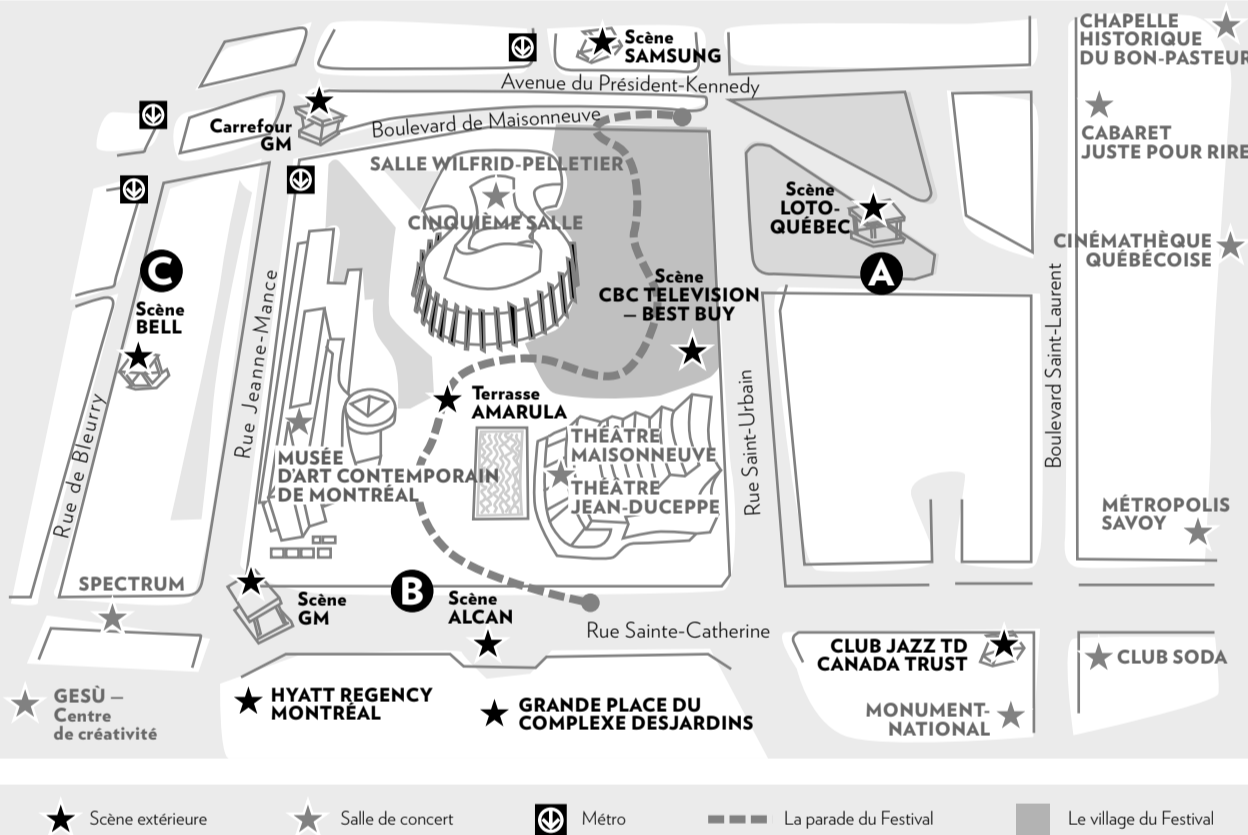 CHAPELLE
HISTORIQUE
DU BON-PASTEUR
Scène
SAMSUNG
Avenue du Président-Kennedy
Carrefour
GM
Boulevard de Maisonneuve
CABARET
JUSTE POUR RIRE
SALLE WILFRID-PELLETIER
CINQUIÈME SALLE
Scène
LOTO-
QUÉBEC
A
CINÉMATHÈQUE
QUÉBÉCOISE
C
Scène
BELL
Scène
CBC TELEVISION
– BEST BUY
Rue Jeanne-Mance
Rue de Bleurry
Rue Saint-Urbain
Boulevard Saint-Laurent
Terrasse
AMARULA
MUSÉE
D'ART CONTEMPORAIN
DE MONTRÉAL
THÉÂTRE
MAISONNEUVE
THÉÂTRE
JEAN-DUCEPPE
MÉTROPOLIS
SAVOY
SPECTRUM
Scène
GM
B
Scène
ALCAN
Rue Sainte-Catherine
CLUB JAZZ TD
CANADA TRUST
CLUB SODA
GESÙ –
Centre
de créativité
HYATT REGENCY
MONTRÉAL
GRANDE PLACE DU
COMPLEXE DESJARDINS
MONUMENT-
NATIONAL
Scène extérieure
Salle de concert
Métro
La parade du Festival
Le village du Festival